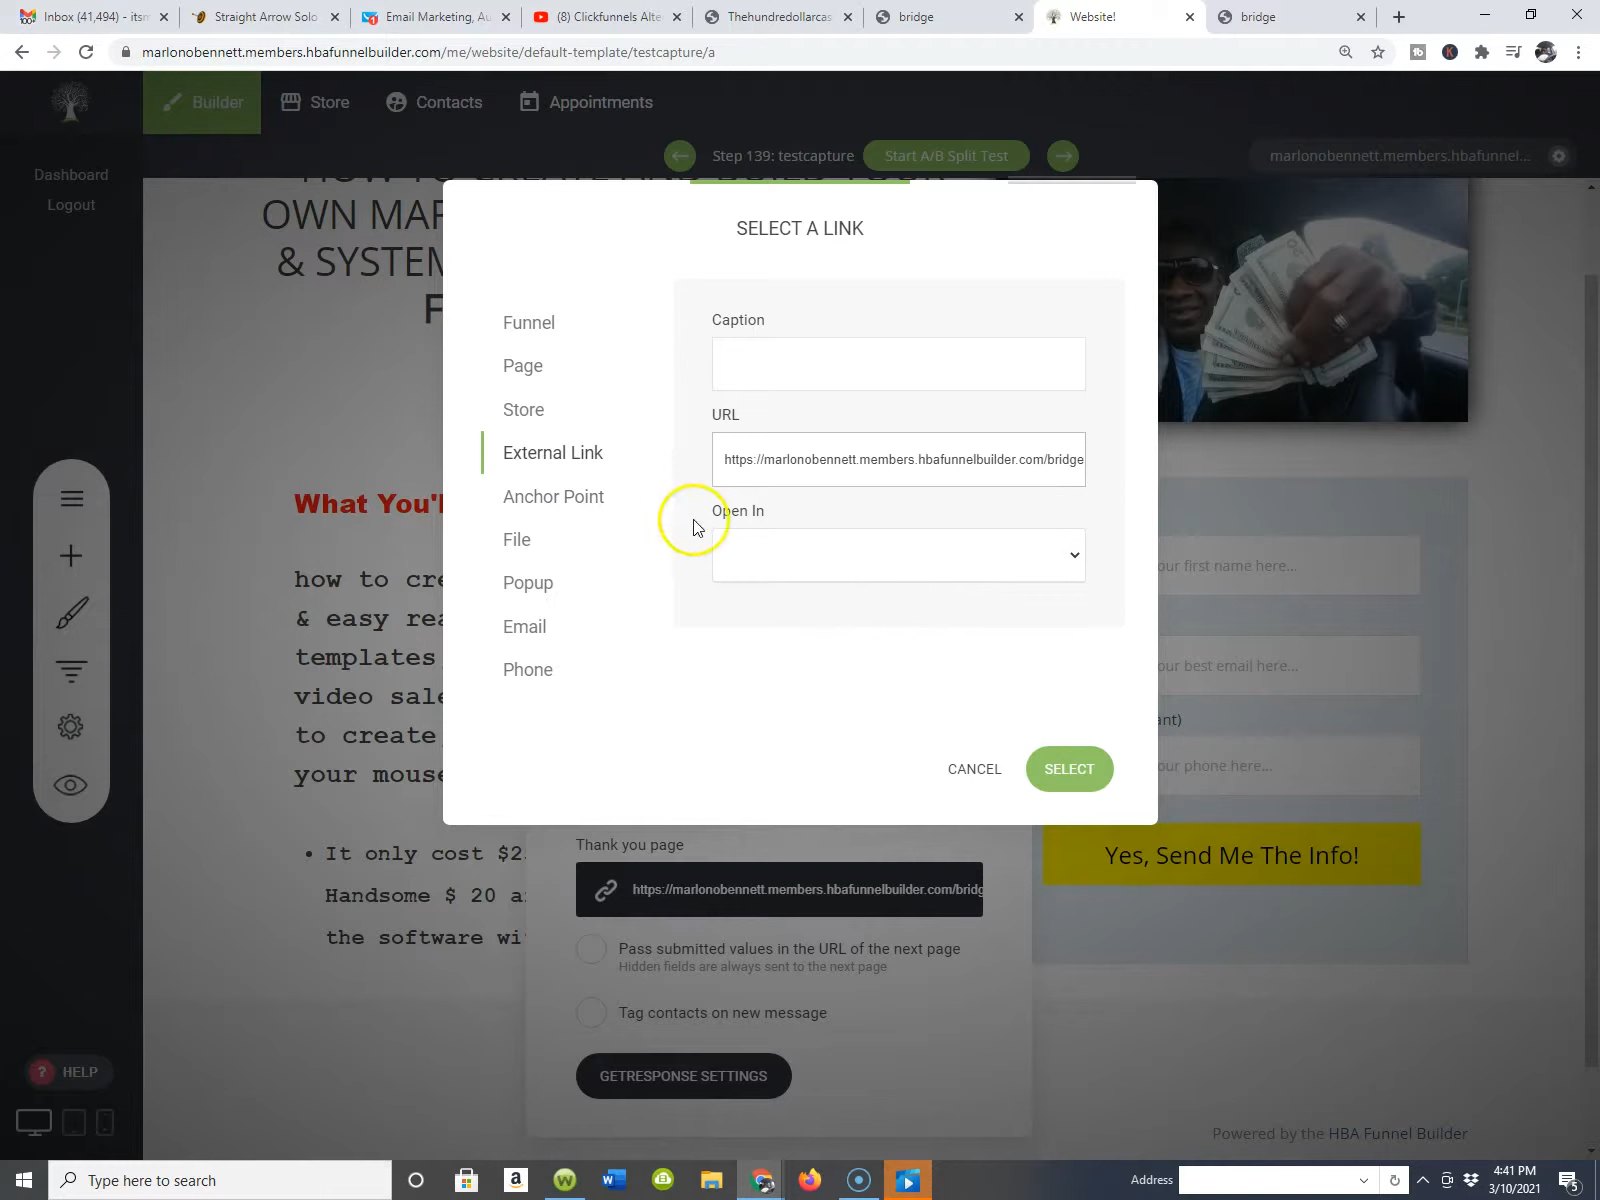 Inbox (41,494) - itsm
Straight Arrow Solo
Email Marketing, Au
(8) Clickfunnels Alte
Thehundredollarcas
bridge
Website!
bridge
marlonobennett.members.hbafunnelbuilder.com/me/website/default-template/testcapture/a
Builder
Store
Contacts
Appointments
Step 139: testcapture
Start A/B Split Test
marlonobennett.members.hbafunnel...
Dashboard
Logout
OWN MAR
& SYSTEM
F
SELECT A LINK
Funnel
Page
Store
External Link
Anchor Point
File
Popup
Email
Phone
Caption
URL
https://marlonobennett.members.hbafunnelbuilder.com/bridge
Open In
CANCEL
SELECT
What You'l
how to cre
& easy rea
templates,
video sale
to create,
your mouse
• It only cost $25
Handsome $ 20 a
the software wi
our first name here...
our best email here...
ant)
our phone here...
Yes, Send Me The Info!
Thank you page
https://marlonobennett.members.hbafunnelbuilder.com/bridg
Pass submitted values in the URL of the next page
Hidden fields are always sent to the next page
Tag contacts on new message
GETRESPONSE SETTINGS
? HELP
Powered by the HBA Funnel Builder
Type here to search
Address
4:41 PM
3/10/2021
5